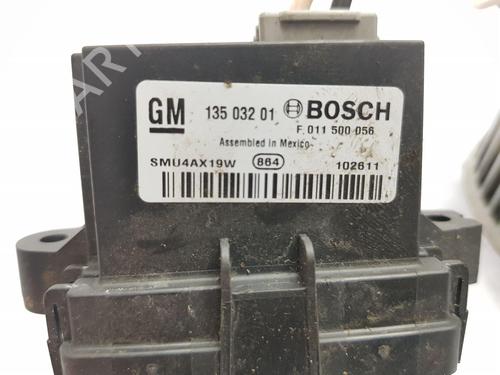 GM 135 032 01 BOSCH
F 011 500 056
Assembled in Mexico
SMU4AX19W 864 102611